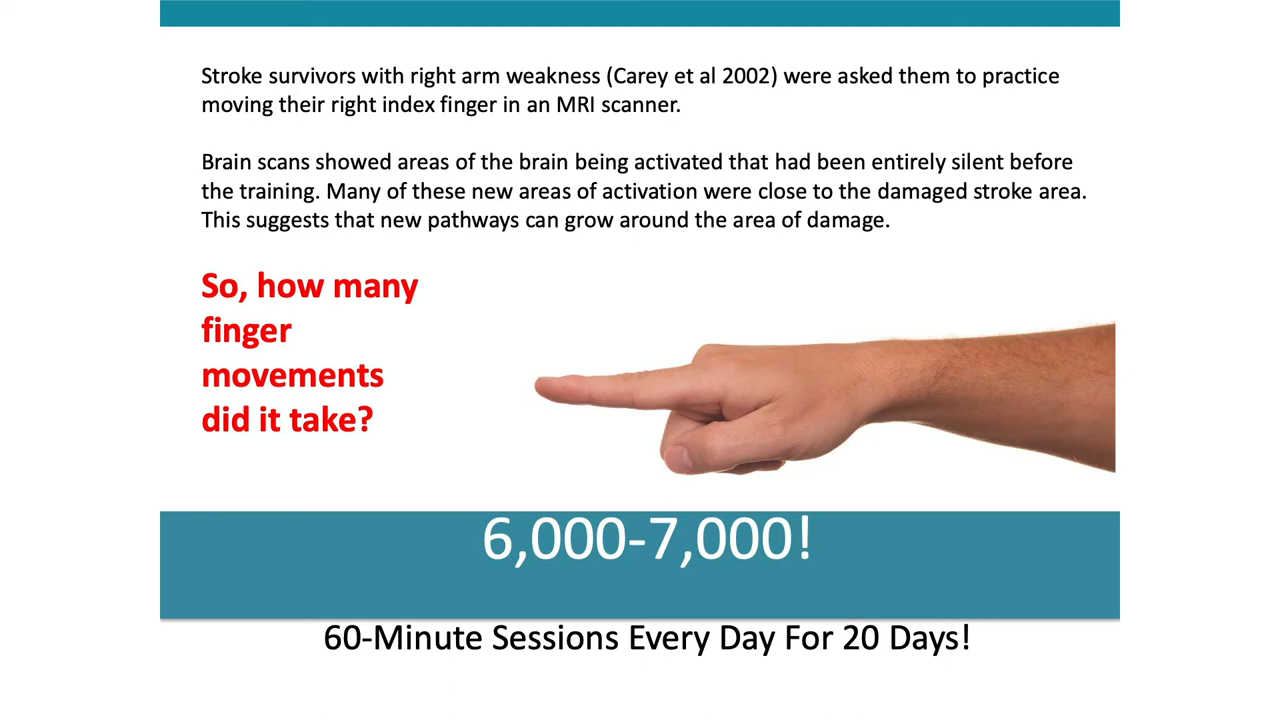 Stroke survivors with right arm weakness (Carey et al 2002) were asked them to practice
moving their right index finger in an MRI scanner.
Brain scans showed areas of the brain being activated that had been entirely silent before
the training. Many of these new areas of activation were close to the damaged stroke area.
This suggests that new pathways can grow around the area of damage.
So, how many
finger
movements
did it take?
6,000-7,000!
60-Minute Sessions Every Day For 20 Days!